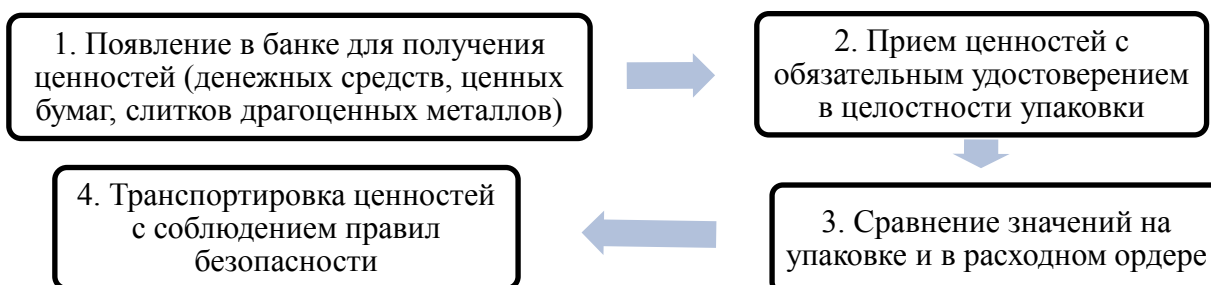 1. Появление в банке для получения
ценностей (денежных средств, ценных
бумаг, слитков драгоценных металлов)
2. Прием ценностей с
обязательным удостоверением
в целостности упаковки
3. Сравнение значений на
упаковке и в расходном ордере
4. Транспортировка ценностей
с соблюдением правил
безопасности